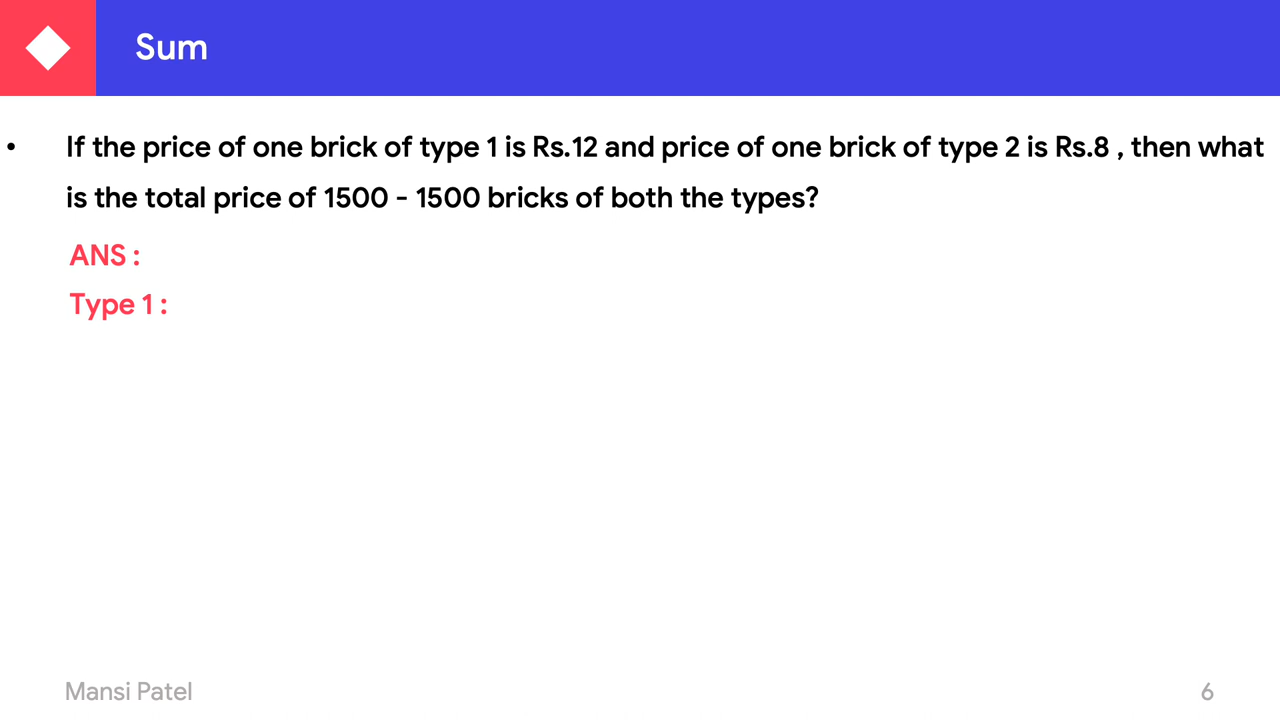 Sum
• If the price of one brick of type 1 is Rs.12 and price of one brick of type 2 is Rs.8 , then what
is the total price of 1500 - 1500 bricks of both the types?
ANS :
Type 1 :
Mansi Patel
6